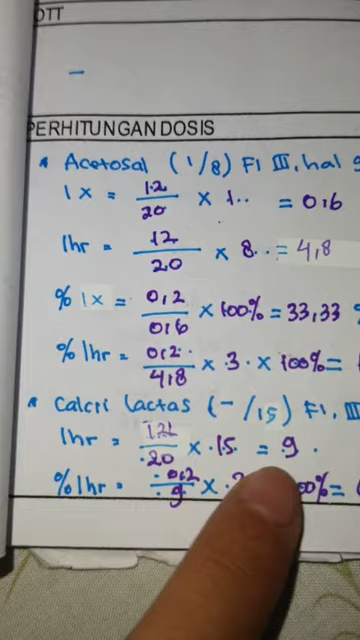 OTT
-
PERHITUNGAN DOSIS
• Acetosal (1/8) FI III, hal
1x = 12/20 x 1.. = 0,6
1hr = 12/20 x 8.. = 4,8
% 1x = 0,2/0,6 x 100% = 33,33 %
% 1hr = 0,2./4,8 x 3. x 100% =
• Calcii lactas (-/15) FI. III
1hr = 12/.20 x .15. = 9.
% 1hr = .0,2/9 x .3 100% =